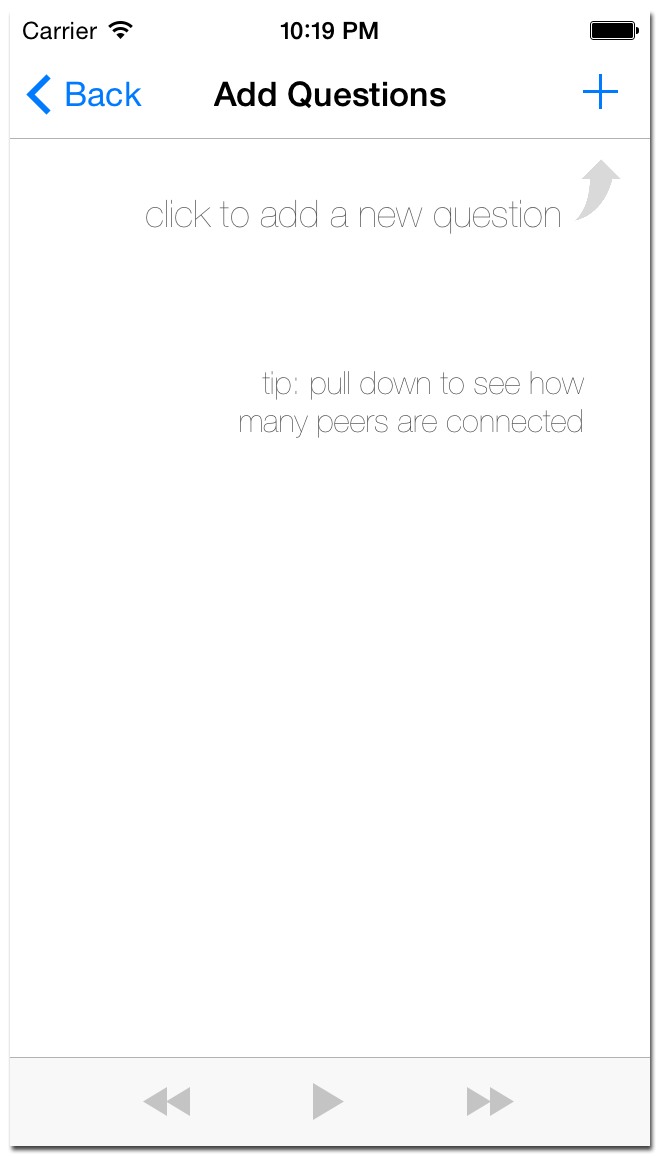 Carrier 10:19 PM
Back Add Questions +
click to add a new question
tip: pull down to see how
many peers are connected